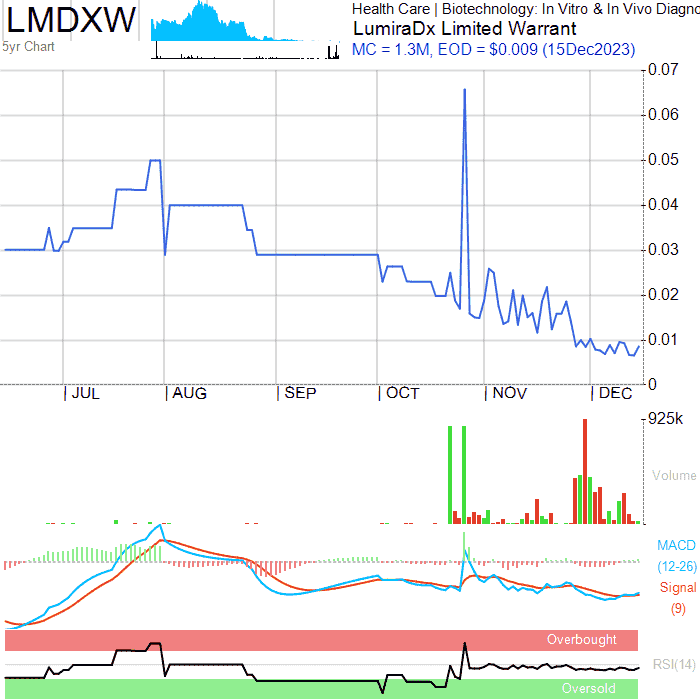 LMDXW
5yr Chart
Health Care | Biotechnology: In Vitro & In Vivo Diagno
LumiraDx Limited Warrant
MC = 1.3M, EOD = $0.009 (15Dec2023)
0.07
0.06
0.05
0.04
0.03
0.02
0.01
0
JUL
AUG
SEP
OCT
NOV
DEC
925k
Volume
MACD
(12-26)
Signal
(9)
Overbought
RSI(14)
Oversold